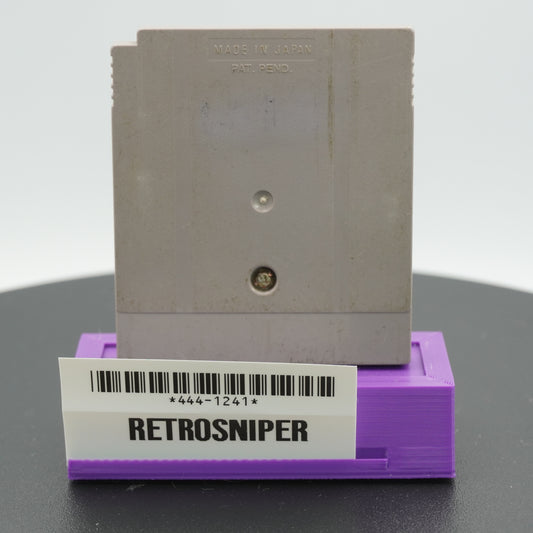 MADE IN JAPAN
PAT. PEND.
*444-1241*
RETROSNIPER